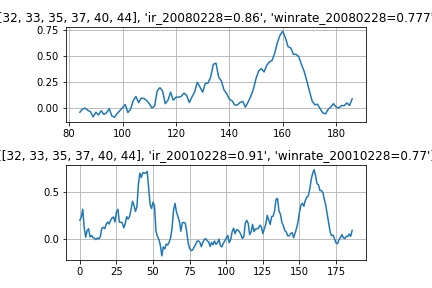 [32, 33, 35, 37, 40, 44], 'ir_20080228=0.86', 'winrate_20080228=0.777'
0.75
0.50
0.25
0.00
80 100 120 140 160 180
[[32, 33, 35, 37, 40, 44], 'ir_20010228=0.91', 'winrate_20010228=0.77']
0.5
0.0
0 25 50 75 100 125 150 175